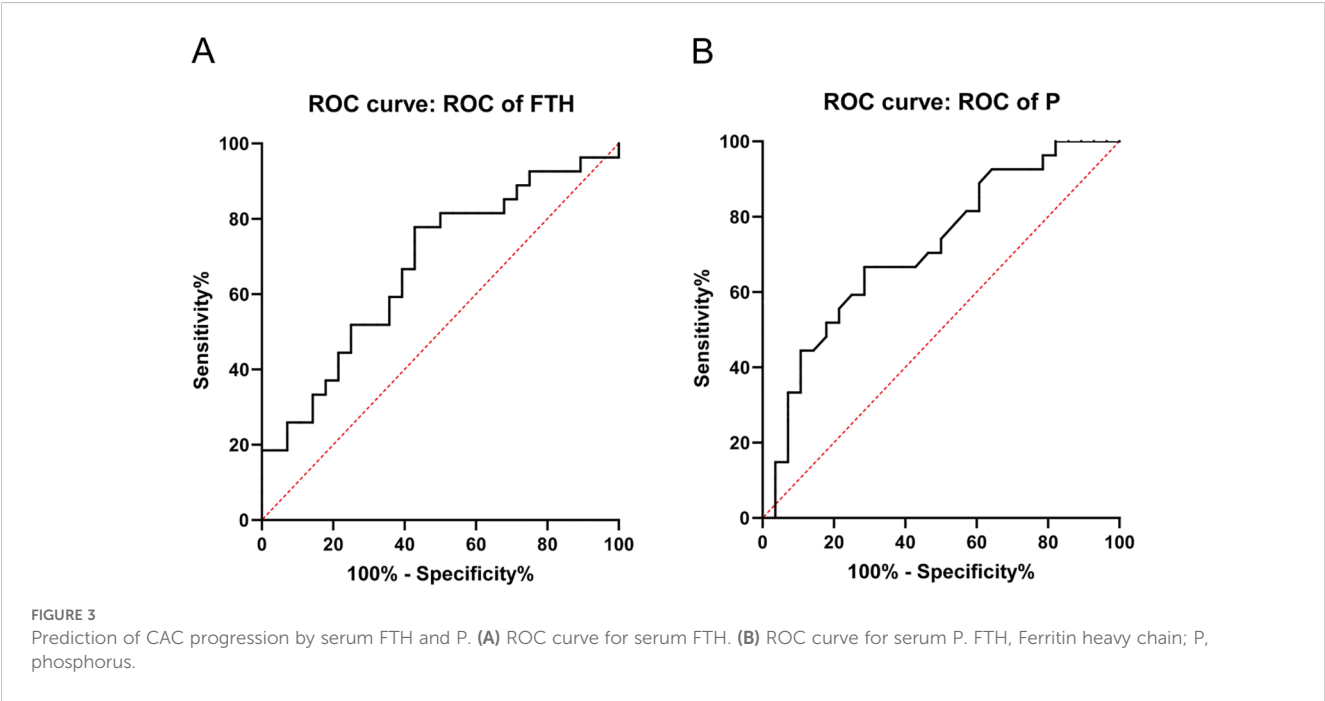 A
ROC curve: ROC of FTH
100
80
60
40
20
0
Sensitivity%
0 20 40 60 80 100
100% - Specificity%
B
ROC curve: ROC of P
100
80
60
40
20
0
Sensitivity%
0 20 40 60 80 100
100% - Specificity%
FIGURE 3
Prediction of CAC progression by serum FTH and P. (A) ROC curve for serum FTH. (B) ROC curve for serum P. FTH, Ferritin heavy chain; P,
phosphorus.